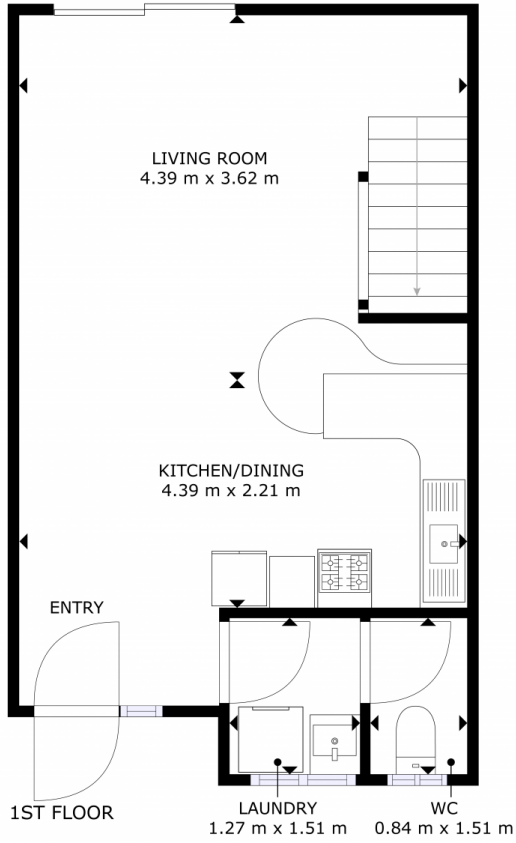 LIVING ROOM
4.39 m x 3.62 m
KITCHEN/DINING
4.39 m x 2.21 m
ENTRY
1ST FLOOR
LAUNDRY
1.27 m x 1.51 m
WC
0.84 m x 1.51 m